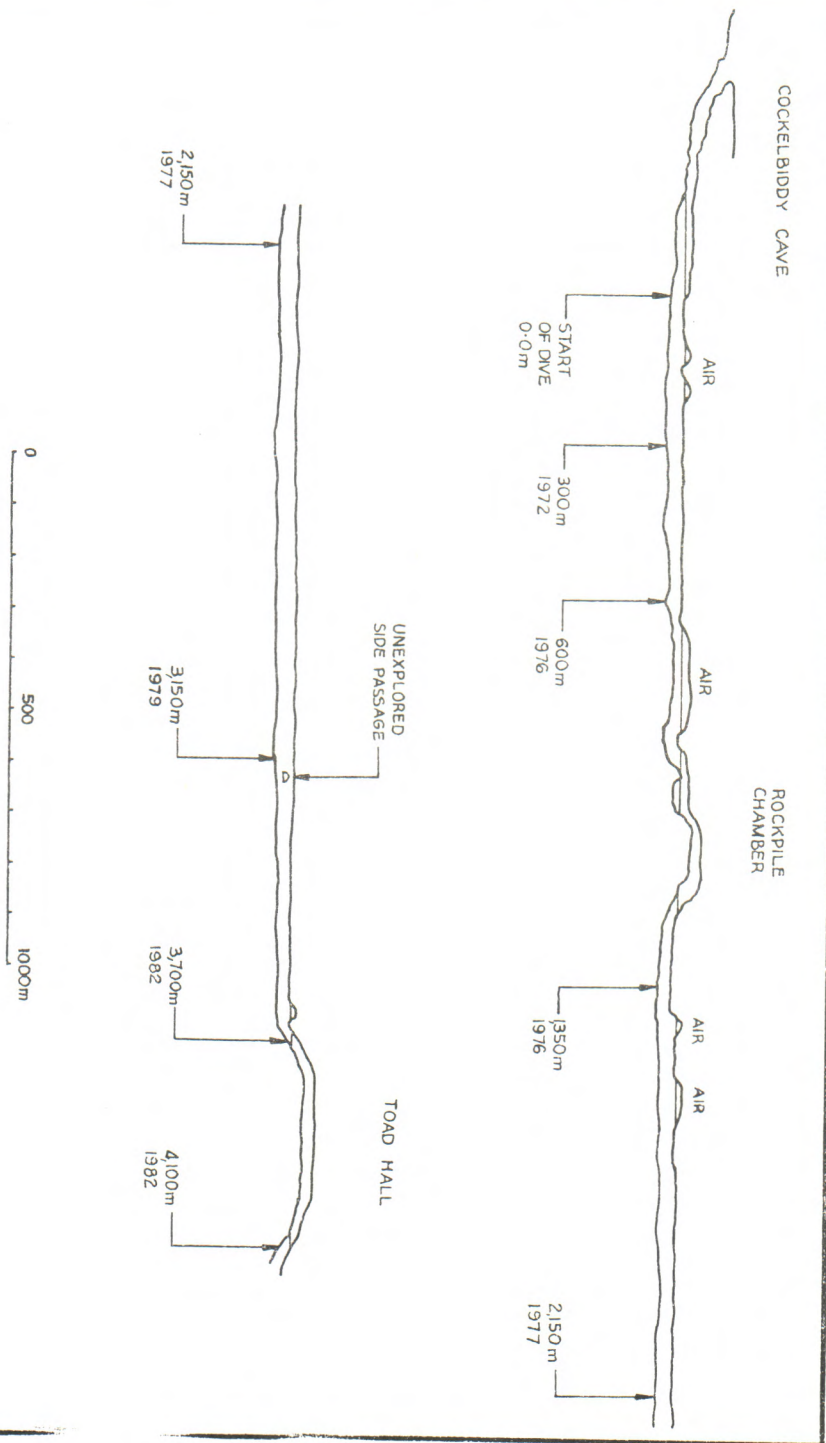 COCKELBIDDY CAVE
START
OF DIVE
0·0m
AIR
300m
1972
600m
1976
AIR
ROCKPILE
CHAMBER
1,350m
1976
AIR
AIR
2,150m
1977
2,150m
1977
UNEXPLORED
SIDE PASSAGE
3,150m
1979
3,700m
1982
TOAD HALL
4,100m
1982
0
500
1000m